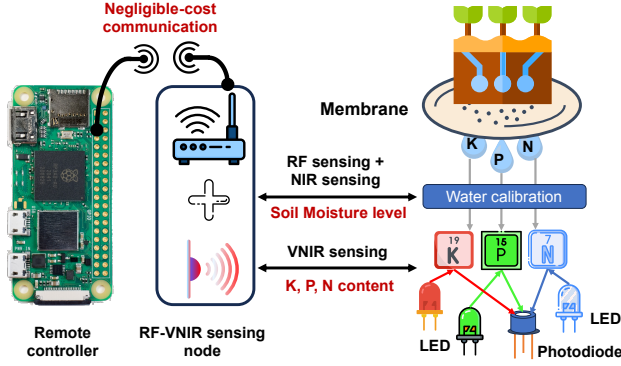 Negligible-cost
communication
Membrane
K
P
N
RF sensing +
NIR sensing
Soil Moisture level
Water calibration
VNIR sensing
K, P, N content
19
K
15
P
7
N
LED
LED
Photodiode
Remote
controller
RF-VNIR sensing
node